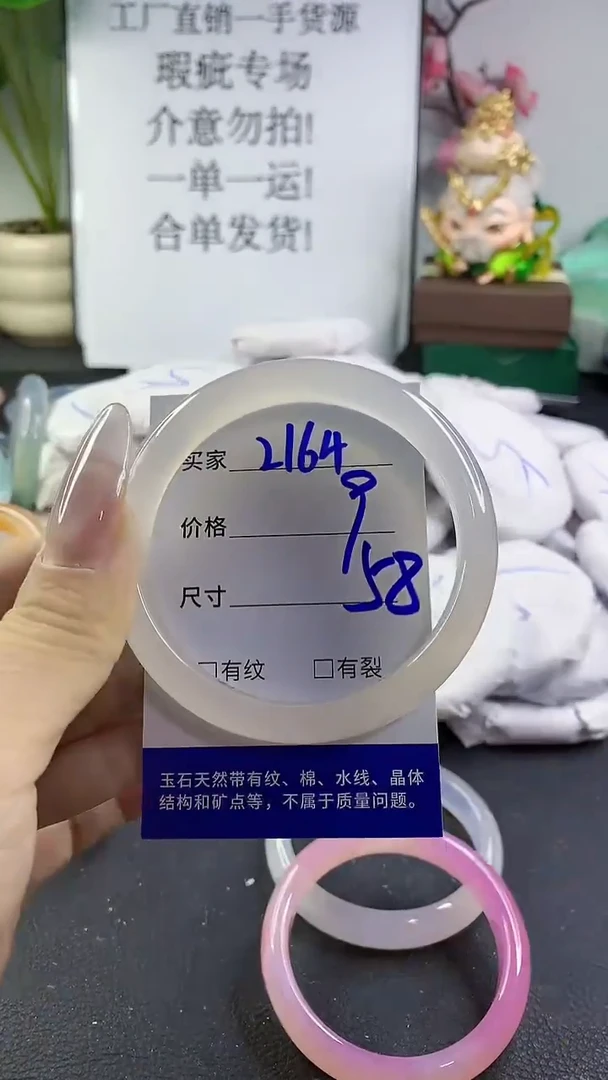 工厂直销一手货源
瑕疵专场
介意勿拍!
一单一运!
合单发货!
买家 2164
价格 9
尺寸 58
□有纹 □有裂
玉石天然带有纹、棉、水线、晶体
结构和矿点等，不属于质量问题。